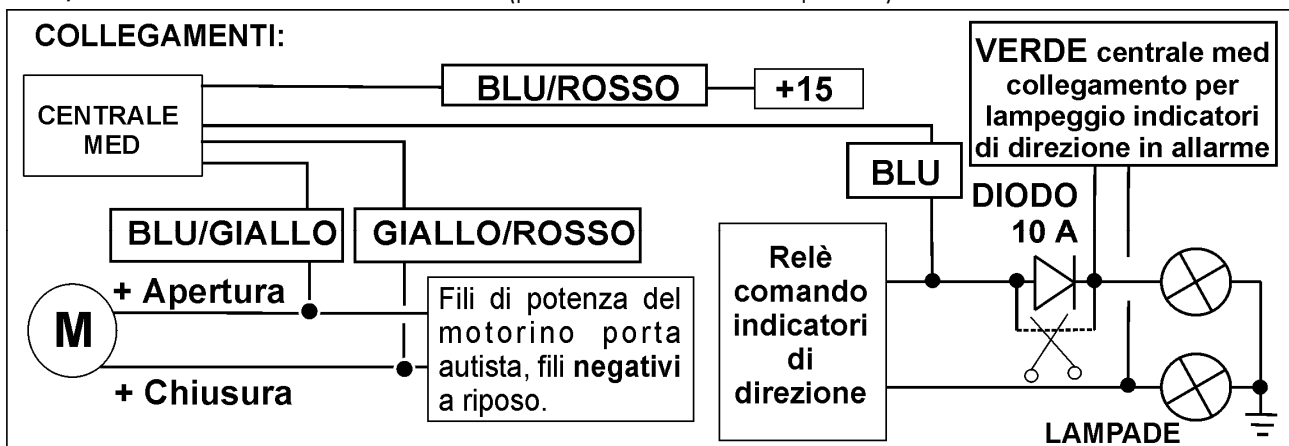 COLLEGAMENTI:
CENTRALE
MED
BLU/ROSSO
+15
VERDE centrale med
collegamento per
lampeggio indicatori
di direzione in allarme
BLU
DIODO
10 A
BLU/GIALLO
GIALLO/ROSSO
+ Apertura
M
+ Chiusura
Fili di potenza del
motorino porta
autista, fili negativi
a riposo.
Relè
comando
indicatori
di
direzione
LAMPADE